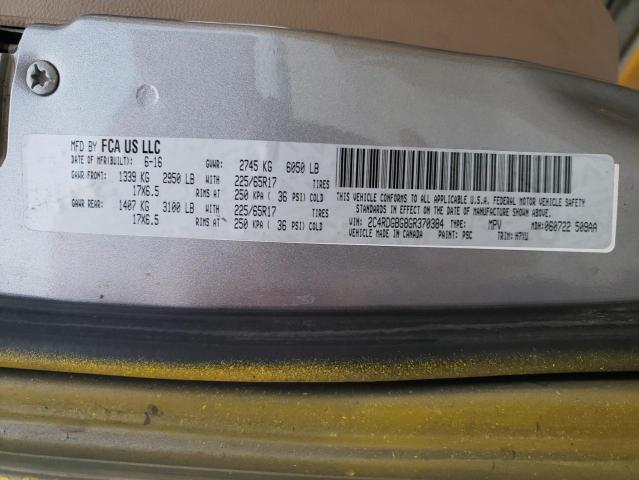 MFD BY FCA US LLC
DATE OF MFR(BUILT): 6-16 GVWR: 2745 KG 6050 LB
GAWR FRONT: 1339 KG 2950 LB WITH 225/65R17 TIRES
17X6.5 RIMS AT 250 KPA ( 36 PSI) COLD
GAWR REAR: 1407 KG 3100 LB WITH 225/65R17 TIRES
17X6.5 RIMS AT 250 KPA ( 36 PSI) COLD
THIS VEHICLE CONFORMS TO ALL APPLICABLE U.S.A. FEDERAL MOTOR VEHICLE SAFETY
STANDARDS IN EFFECT ON THE DATE OF MANUFACTURE SHOWN ABOVE.
VIN: 2C4RDGBG8GR370384 TYPE: MPV MDH: 060722 509AA
VEHICLE MADE IN CANADA PAINT: PSC TRIM: H7XU